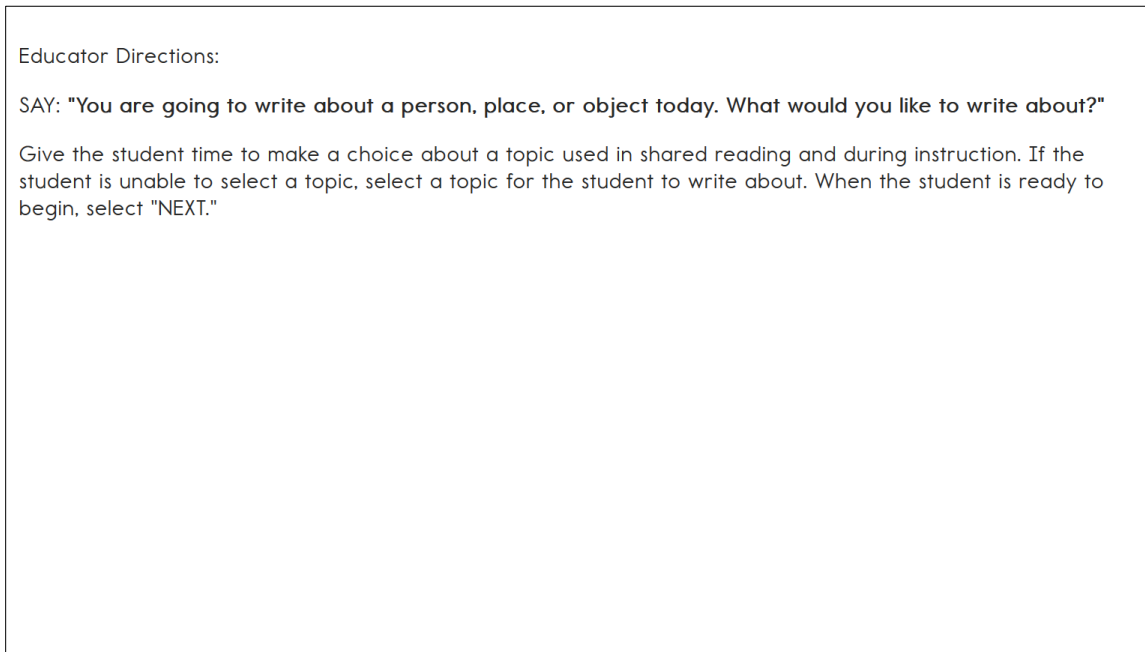 Educator Directions:
SAY: "You are going to write about a person, place, or object today. What would you like to write about?"
Give the student time to make a choice about a topic used in shared reading and during instruction. If the
student is unable to select a topic, select a topic for the student to write about. When the student is ready to
begin, select "NEXT."